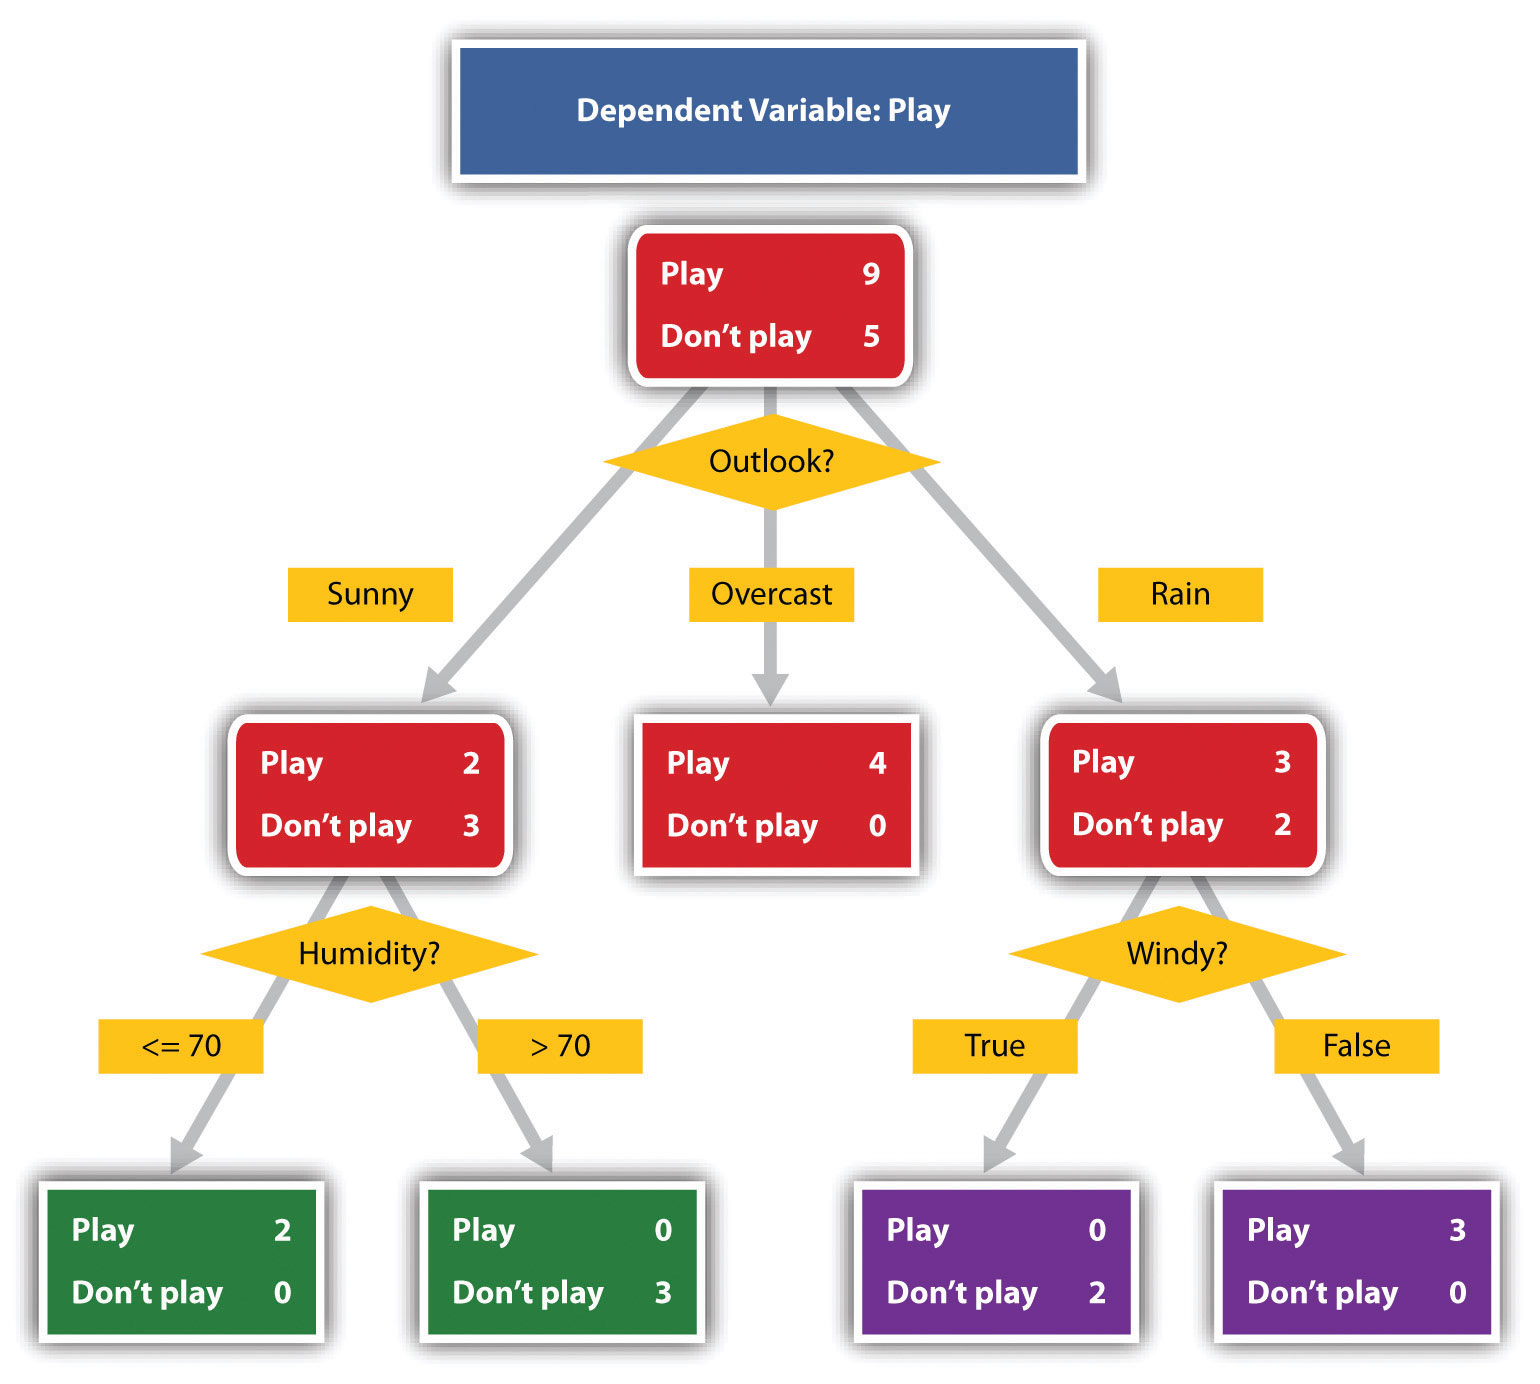 Dependent Variable: Play
Play 9
Don’t play 5
Outlook?
Sunny
Overcast
Rain
Play 2
Don’t play 3
Play 4
Don’t play 0
Play 3
Don’t play 2
Humidity?
Windy?
<= 70
> 70
True
False
Play 2
Don’t play 0
Play 0
Don’t play 3
Play 0
Don’t play 2
Play 3
Don’t play 0